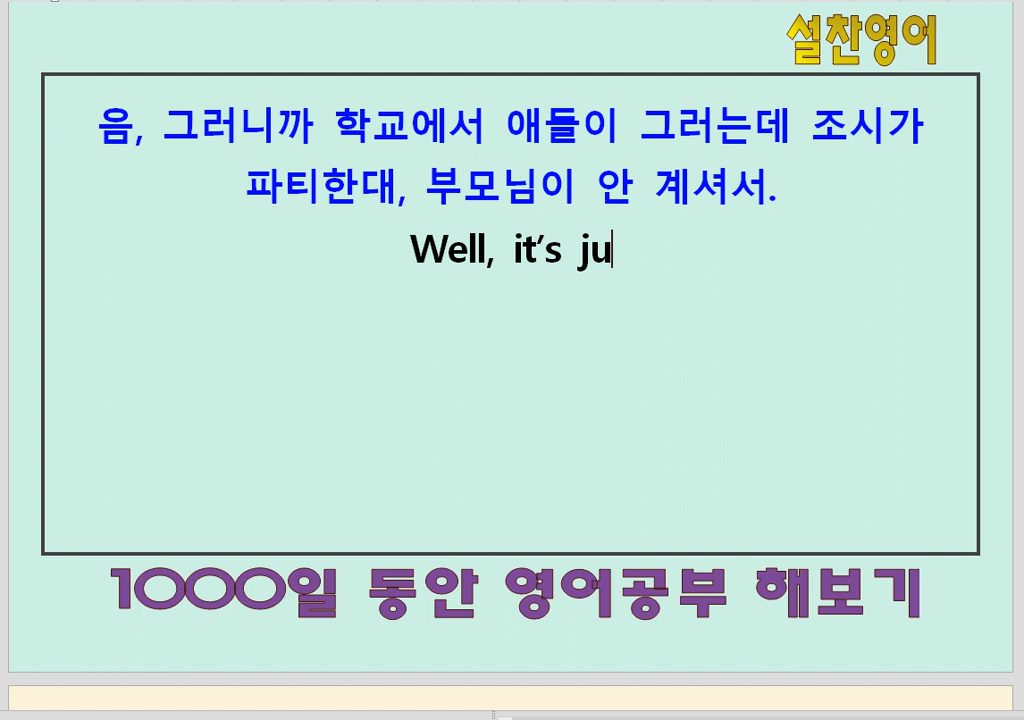 설찬영어
음, 그러니까 학교에서 애들이 그러는데 조시가
파티한대, 부모님이 안 계셔서.
Well, it’s ju
1000일 동안 영어공부 해보기